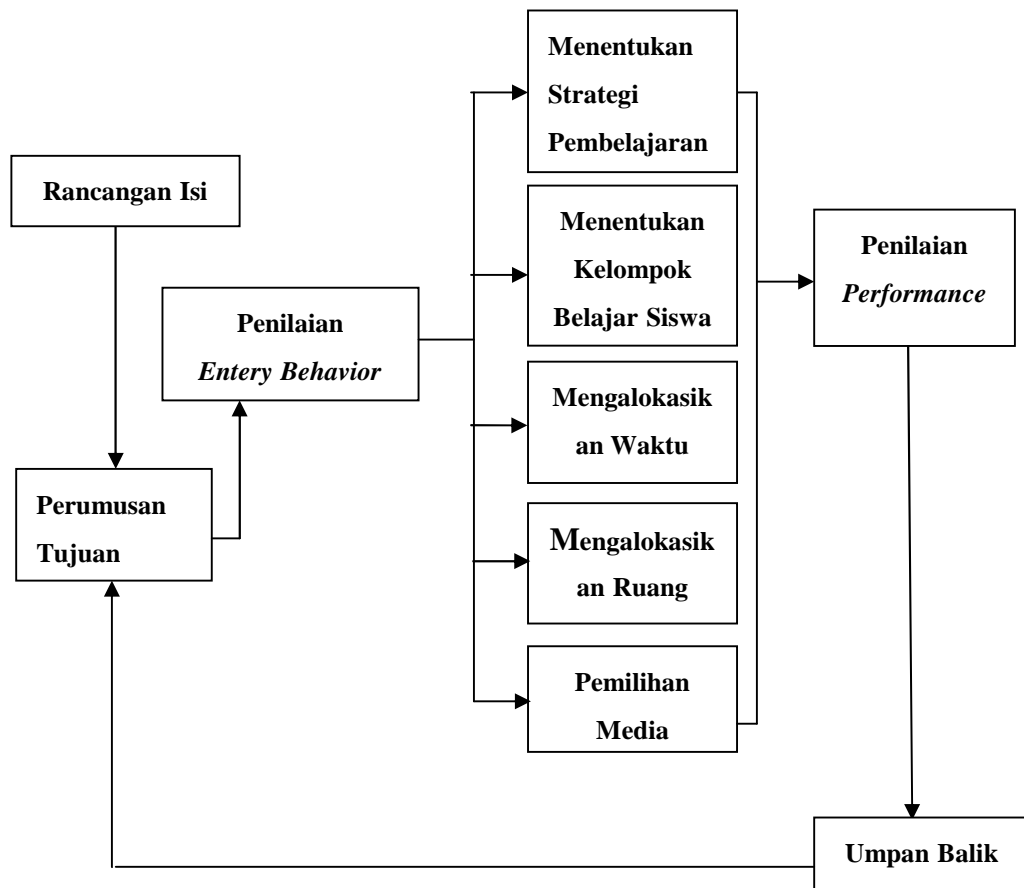 Menentukan
Strategi
Pembelajaran
Rancangan Isi
Menentukan
Kelompok
Belajar Siswa
Penilaian
Performance
Penilaian
Entery Behavior
Mengalokasik
an Waktu
Perumusan
Tujuan
Mengalokasik
an Ruang
Pemilihan
Media
Umpan Balik